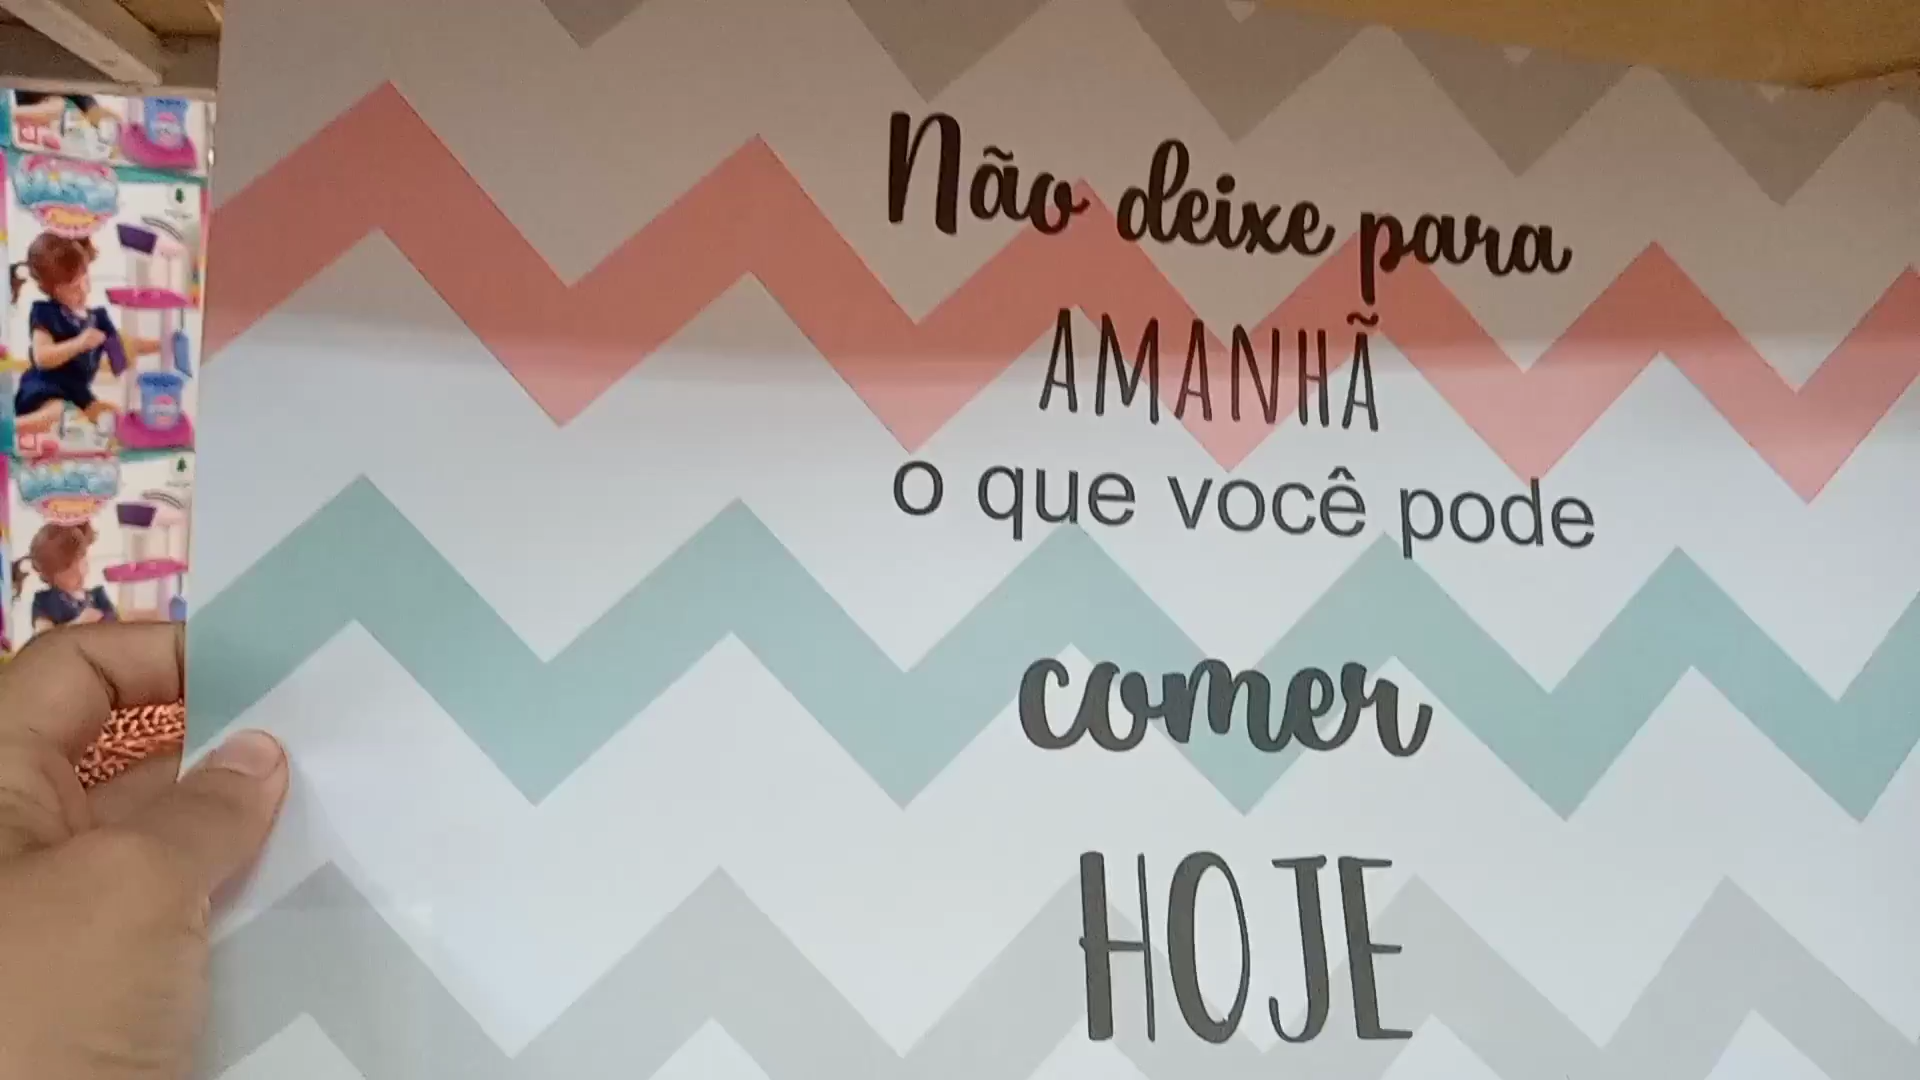 Não deixe para
AMANHÃ
o que você pode
comer
HOJE